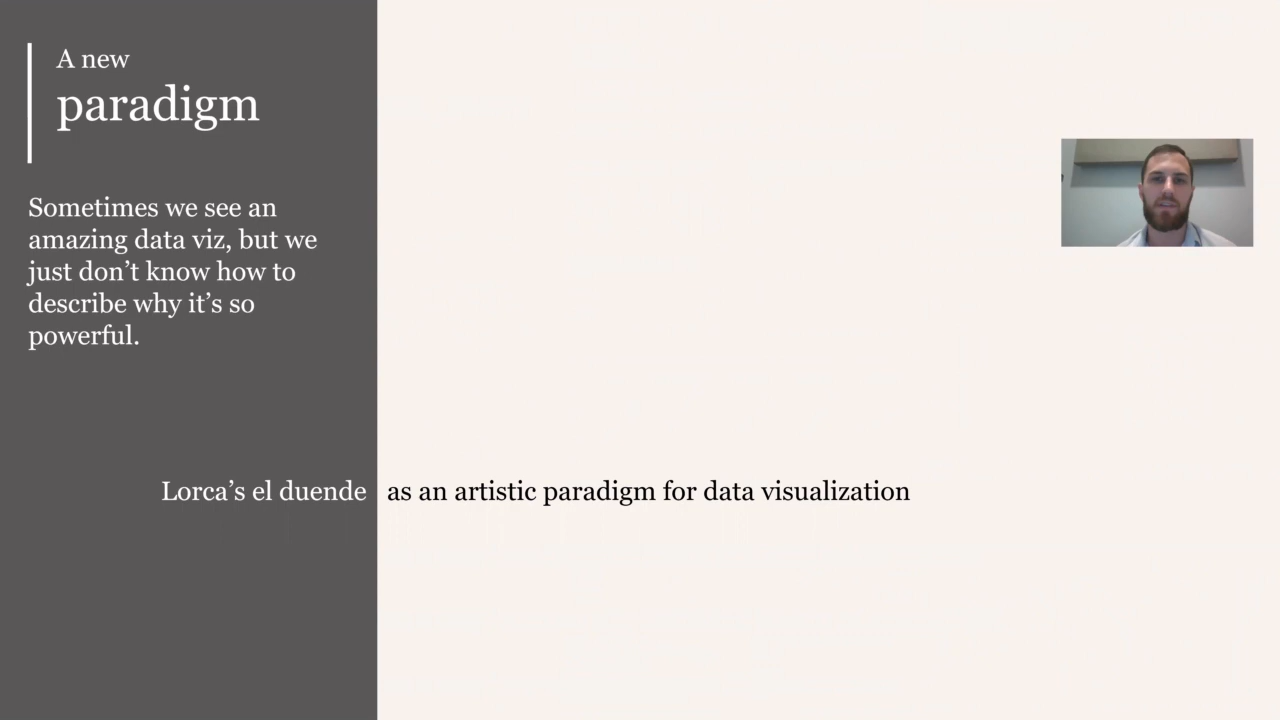 A new
paradigm
Sometimes we see an
amazing data viz, but we
just don’t know how to
describe why it’s so
powerful.
Lorca’s el duende as an artistic paradigm for data visualization